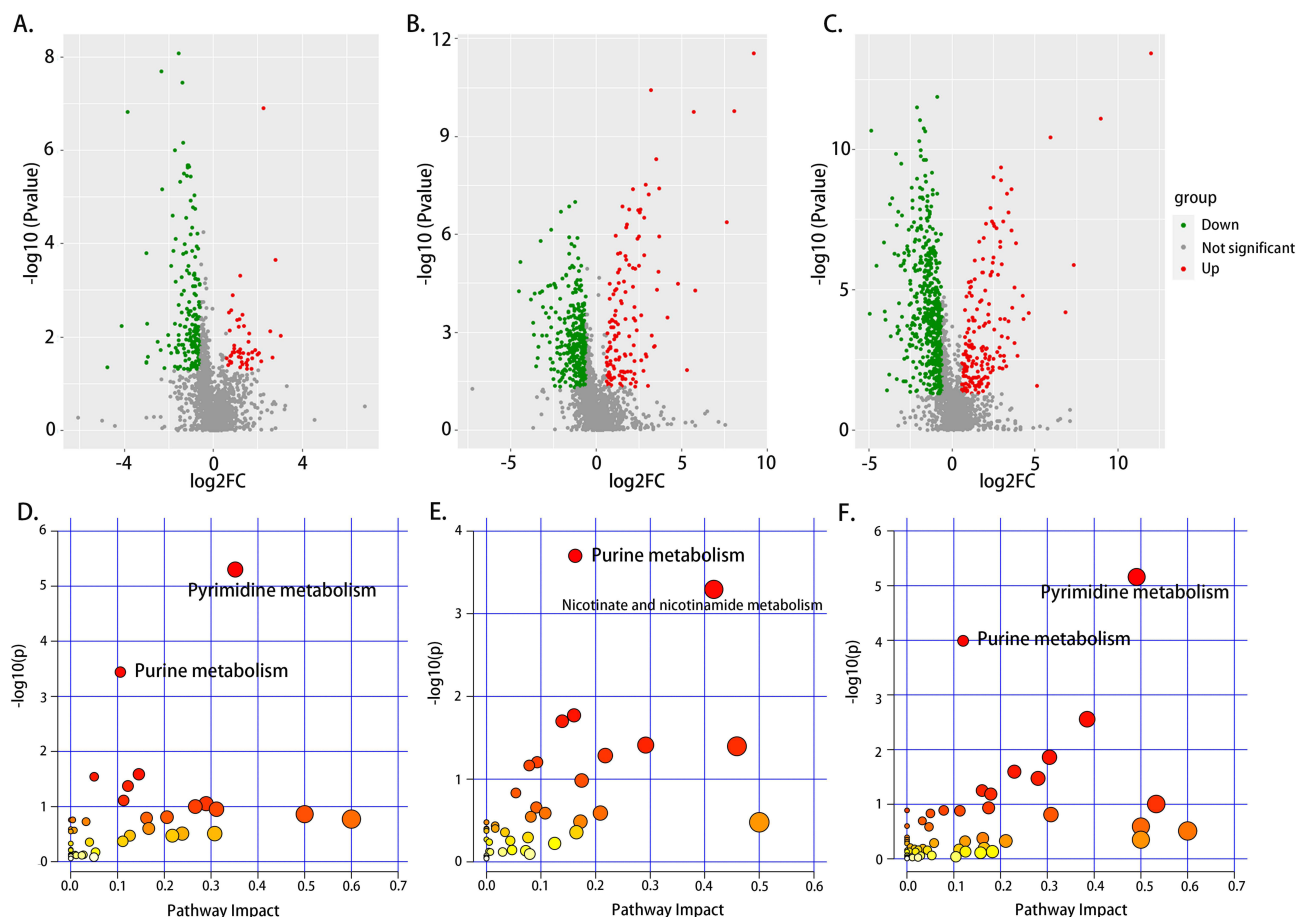 A.
B.
C.
8
6
4
2
0
-log10 (Pvalue)
-4
0
4
log2FC
12
9
6
3
0
-log10 (Pvalue)
-5
0
5
10
log2FC
10
5
0
-log10 (Pvalue)
-5
0
5
10
log2FC
group
Down
Not significant
Up
D.
E.
F.
6
5
4
3
2
1
0
-log10(p)
Pyrimidine metabolism
Purine metabolism
0.0
0.1
0.2
0.3
0.4
0.5
0.6
0.7
Pathway Impact
4
3
2
1
0
-log10(p)
Purine metabolism
Nicotinate and nicotinamide metabolism
0.0
0.1
0.2
0.3
0.4
0.5
0.6
Pathway Impact
6
5
4
3
2
1
0
-log10(p)
Pyrimidine metabolism
Purine metabolism
0.0
0.1
0.2
0.3
0.4
0.5
0.6
0.7
Pathway Impact